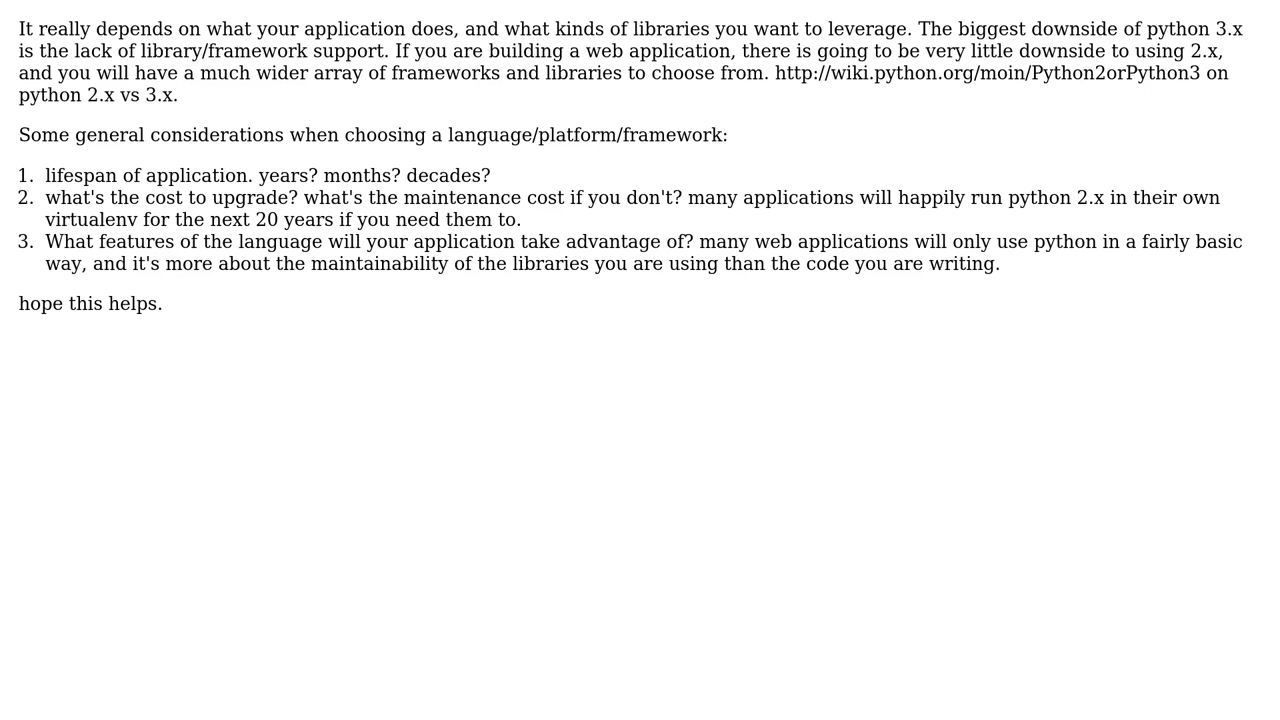 It really depends on what your application does, and what kinds of libraries you want to leverage. The biggest downside of python 3.x
is the lack of library/framework support. If you are building a web application, there is going to be very little downside to using 2.x,
and you will have a much wider array of frameworks and libraries to choose from. http://wiki.python.org/moin/Python2orPython3 on
python 2.x vs 3.x.
Some general considerations when choosing a language/platform/framework:
1. lifespan of application. years? months? decades?
2. what's the cost to upgrade? what's the maintenance cost if you don't? many applications will happily run python 2.x in their own
virtualenv for the next 20 years if you need them to.
3. What features of the language will your application take advantage of? many web applications will only use python in a fairly basic
way, and it's more about the maintainability of the libraries you are using than the code you are writing.
hope this helps.